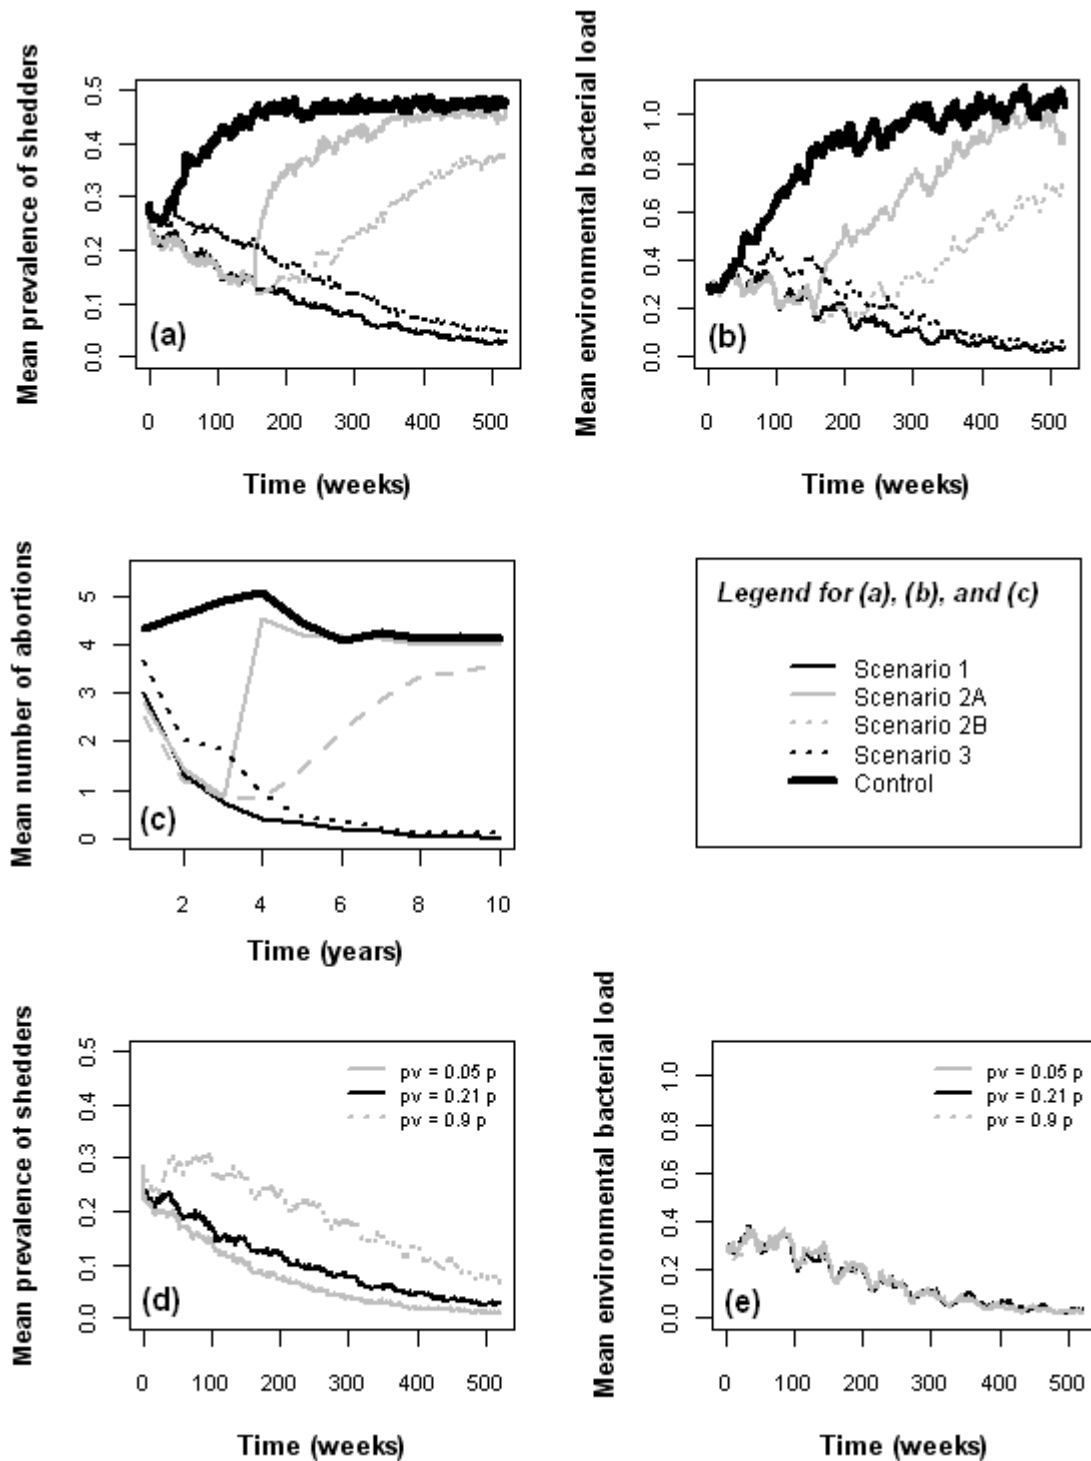 Mean prevalence of shedders
0.5
0.4
0.3
0.2
0.1
0.0
(a)
0 100 200 300 400 500
Time (weeks)
Mean environmental bacterial load
1.0
0.8
0.6
0.4
0.2
0.0
(b)
0 100 200 300 400 500
Time (weeks)
Mean number of abortions
5
4
3
2
1
0
(c)
2 4 6 8 10
Time (years)
Legend for (a), (b), and (c)
Scenario 1
Scenario 2A
Scenario 2B
Scenario 3
Control
Mean prevalence of shedders
0.5
0.4
0.3
0.2
0.1
0.0
pv = 0.05 p
pv = 0.21 p
pv = 0.9 p
(d)
0 100 200 300 400 500
Time (weeks)
Mean environmental bacterial load
1.0
0.8
0.6
0.4
0.2
0.0
pv = 0.05 p
pv = 0.21 p
pv = 0.9 p
(e)
0 100 200 300 400 500
Time (weeks)